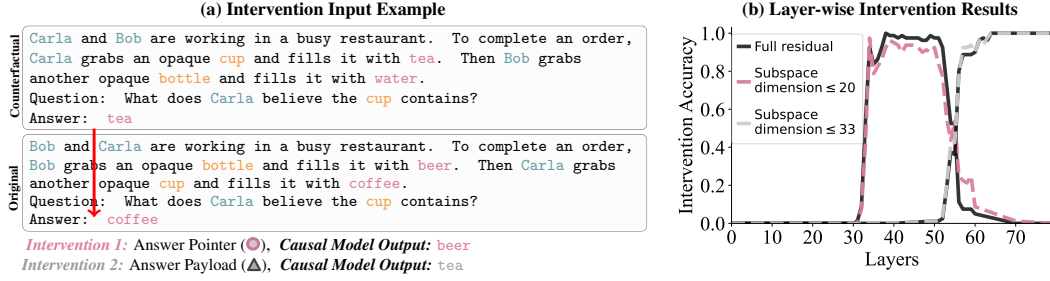 (a) Intervention Input Example
Counterfactual
Carla and Bob are working in a busy restaurant. To complete an order,
Carla grabs an opaque cup and fills it with tea. Then Bob grabs
another opaque bottle and fills it with water.
Question: What does Carla believe the cup contains?
Answer: tea
Original
Bob and Carla are working in a busy restaurant. To complete an order,
Bob grabs an opaque bottle and fills it with beer. Then Carla grabs
another opaque cup and fills it with coffee.
Question: What does Carla believe the cup contains?
Answer: coffee
Intervention 1: Answer Pointer (), Causal Model Output: beer
Intervention 2: Answer Payload (), Causal Model Output: tea
(b) Layer-wise Intervention Results
Intervention Accuracy
1.0
0.8
0.6
0.4
0.2
0.0
Full residual
Subspace
dimension ≤ 20
Subspace
dimension ≤ 33
0 10 20 30 40 50 60 70
Layers